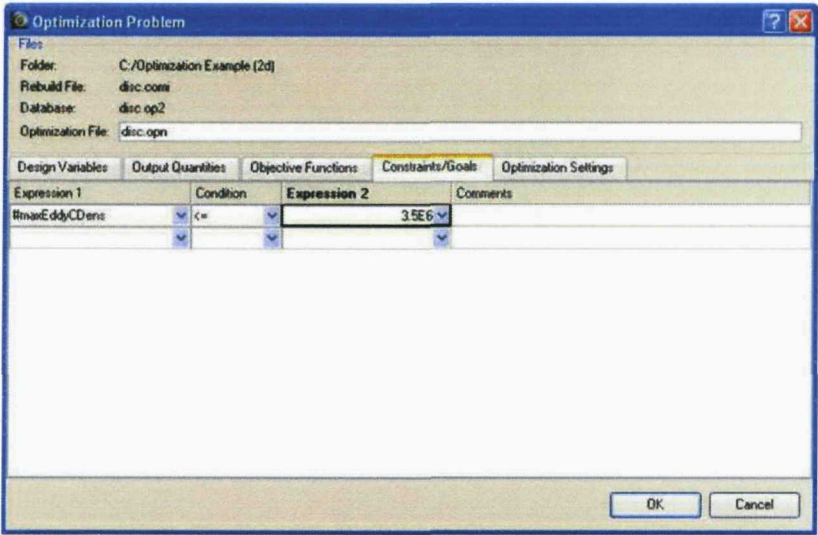 Optimization Problem
Files
Folder: C:/Optimization Example (2d)
Rebuild File: disc.comi
Database: disc.op2
Optimization File: disc.opn
Design Variables Output Quantities Objective Functions Constraints/Goals Optimization Settings
Expression 1 Condition Expression 2 Comments
#maxEddyCDens <= 3.5E6
OK Cancel